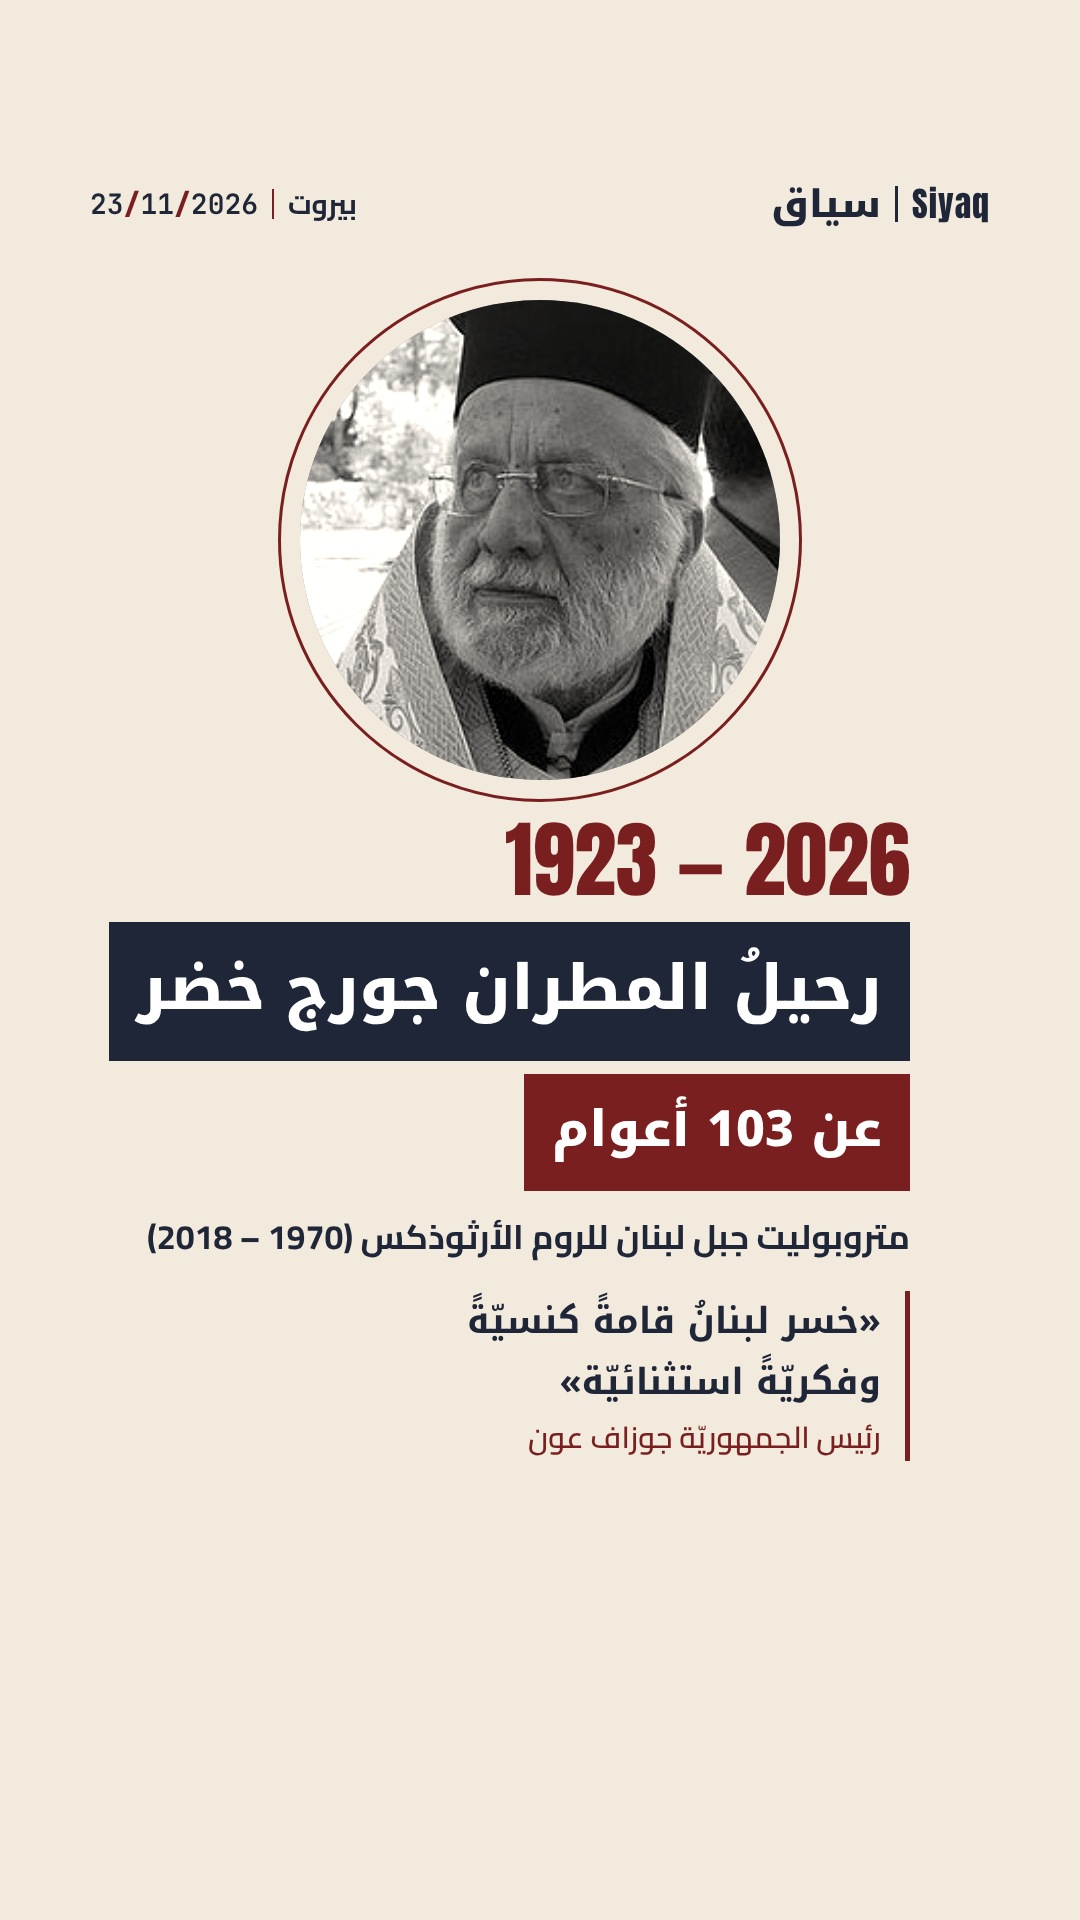 Siyaq | سياق
بيروت | 23/11/2026
1923 – 2026
رحيلُ المطران جورج خضر
عن 103 أعوام
متروبوليت جبل لبنان للروم الأرثوذكس (1970 – 2018)
«خسر لبنانُ قامةً كنسيّةً
وفكريّةً استثنائيّة»
رئيس الجمهوريّة جوزاف عون